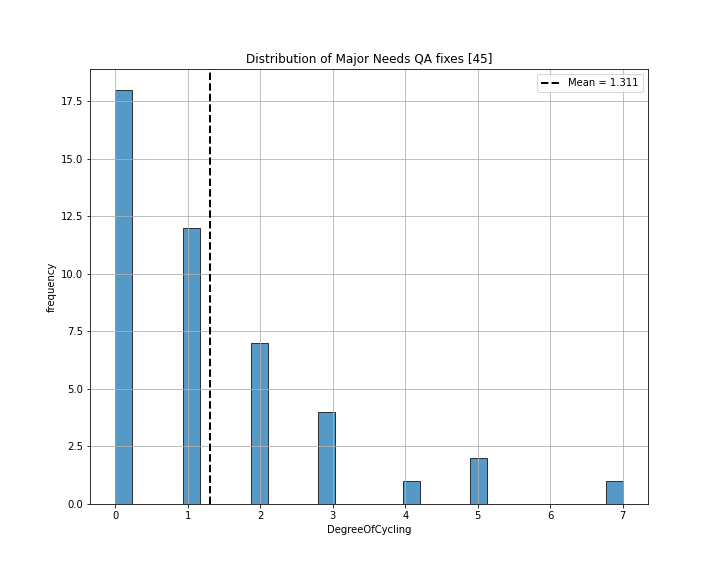 Distribution of Major Needs QA fixes [45]
Mean = 1.311
17.5
15.0
12.5
10.0
7.5
5.0
2.5
0.0
frequency
0 1 2 3 4 5 6 7
DegreeOfCycling